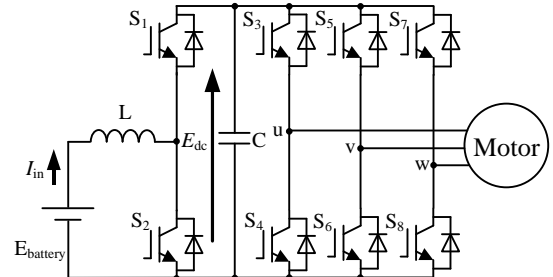 S1 S3 S5 S7
L
u
Edc C
v
Motor
Iin
w
S2 S4 S6 S8
Ebattery